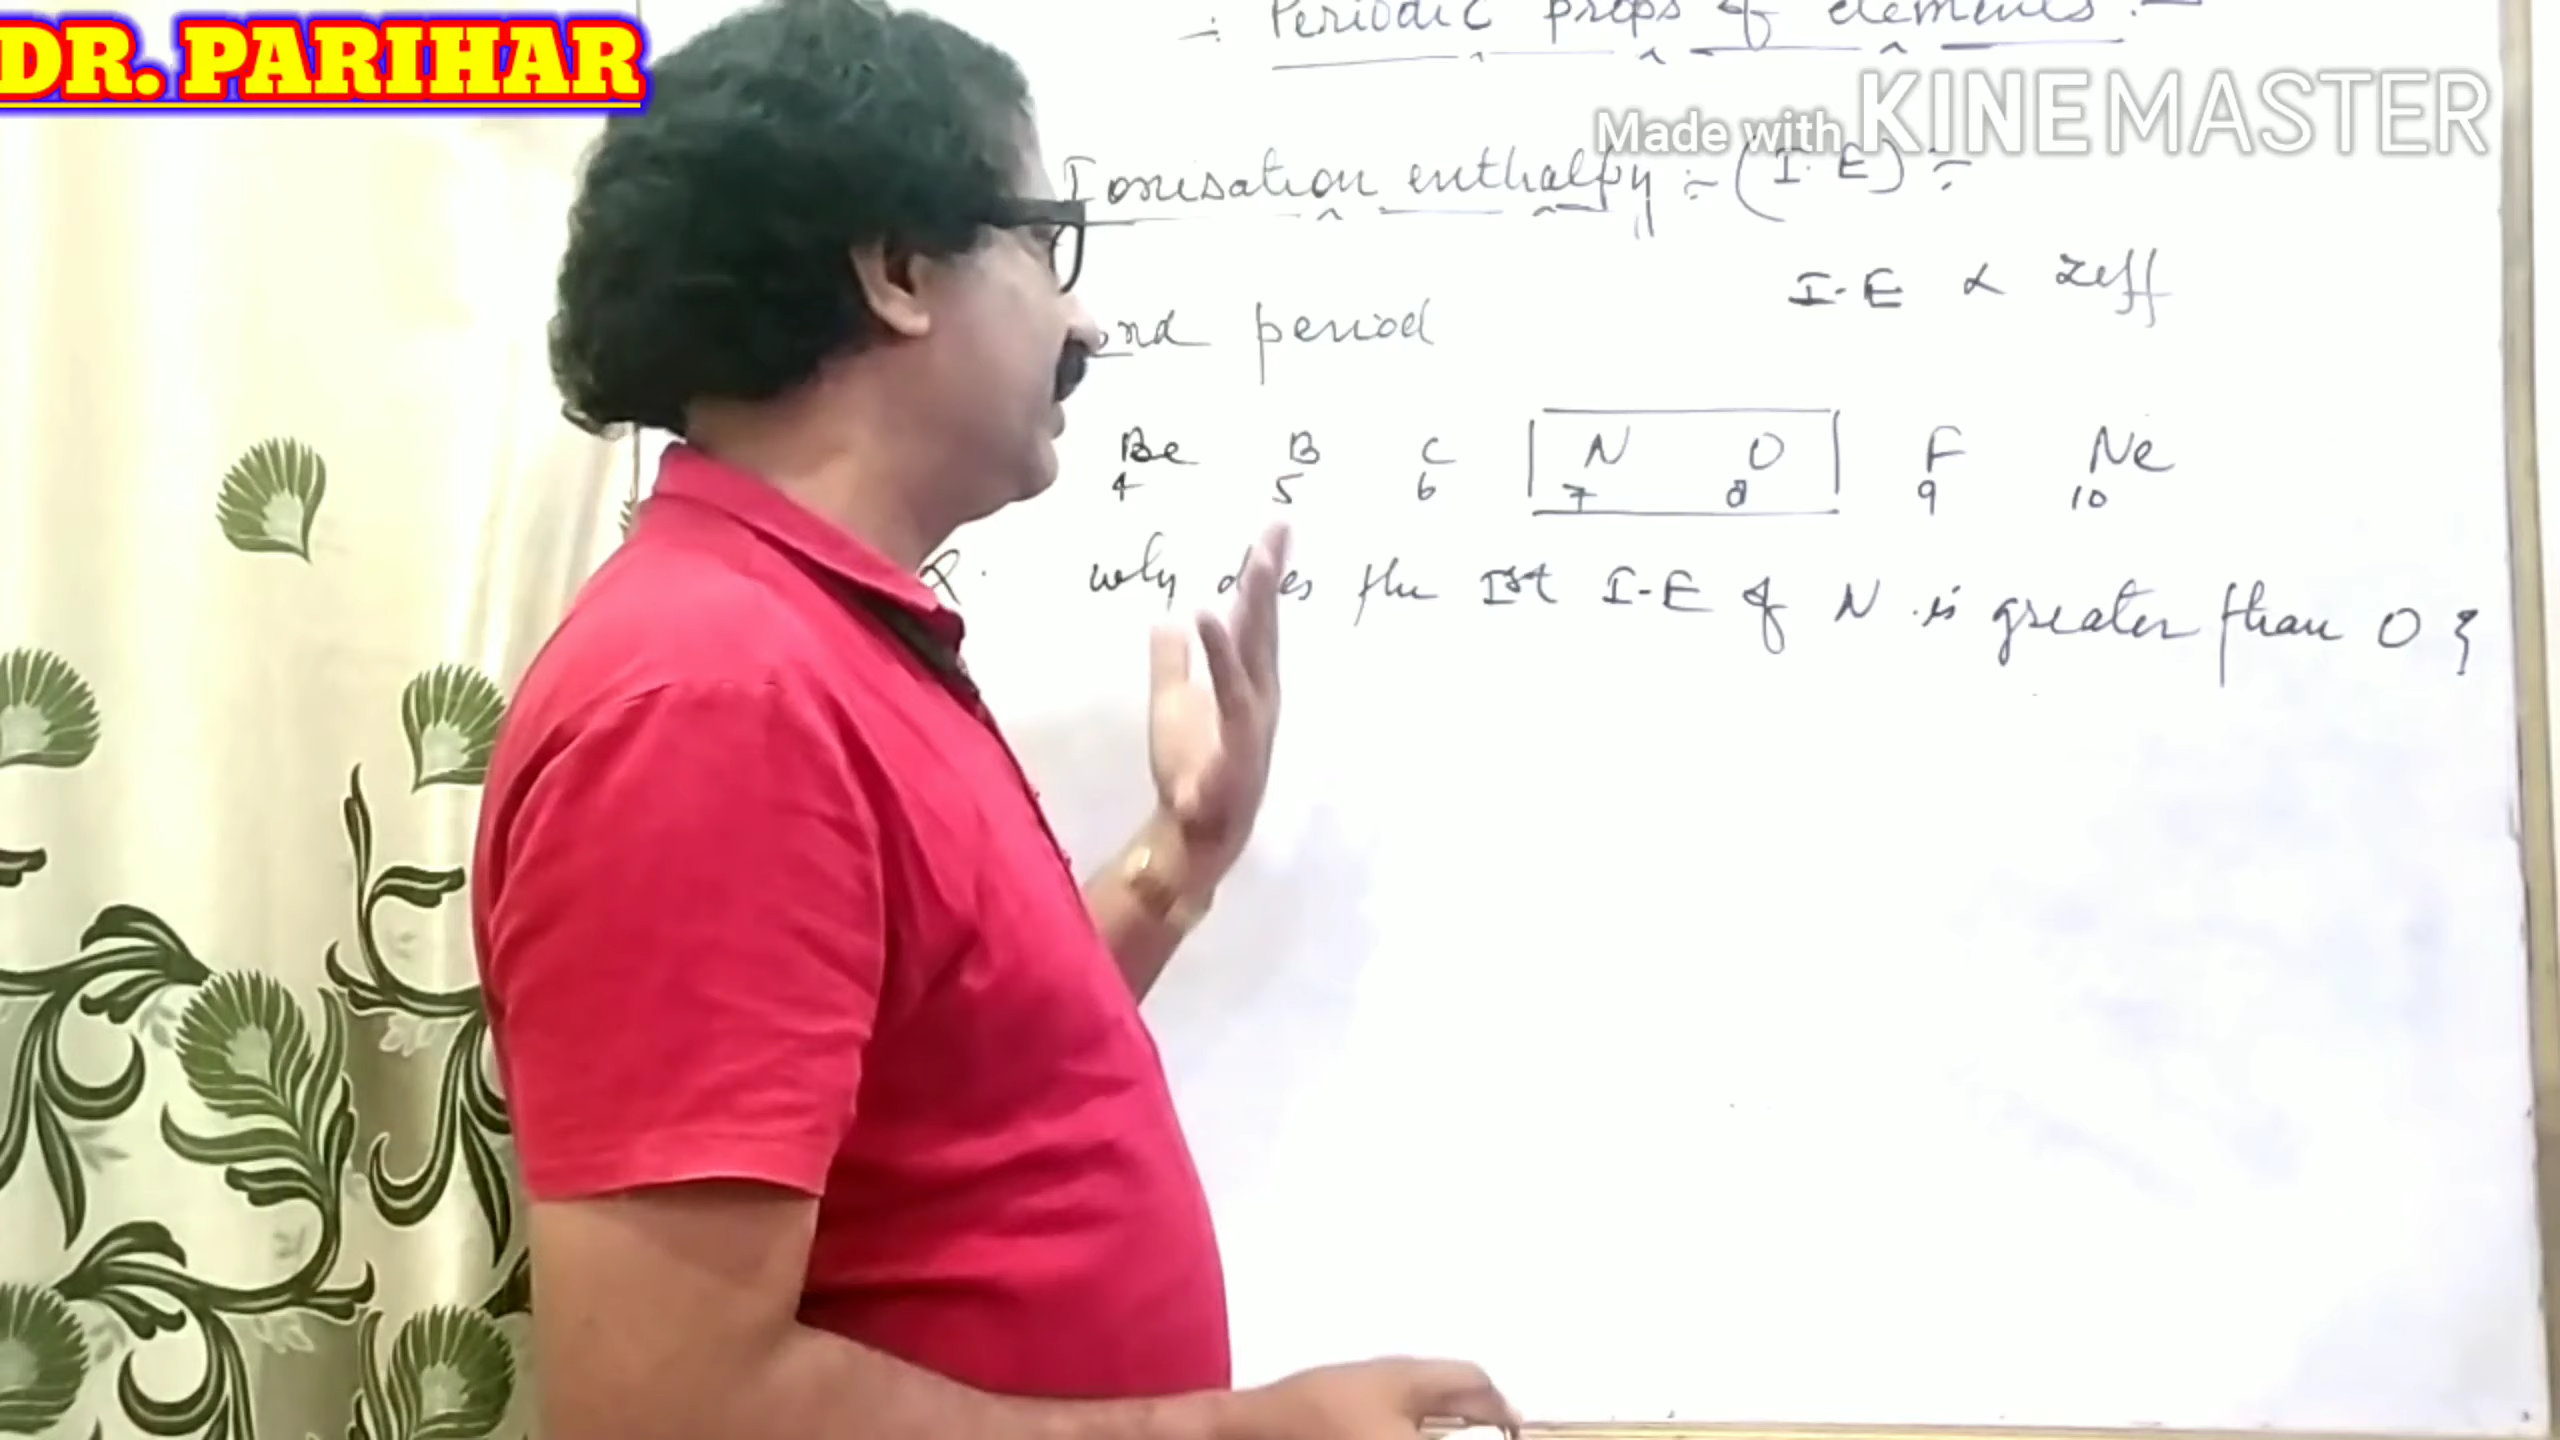 DR. PARIHAR
:- Periodic props of elements :-
Made with KINEMASTER
Ionisation enthalpy :- (I.E) :-
I.E ∝ Zeff
period
Be B C N O F Ne
4 5 6 7 8 9 10
Q. why does the Ist I.E of N is greater than O ?